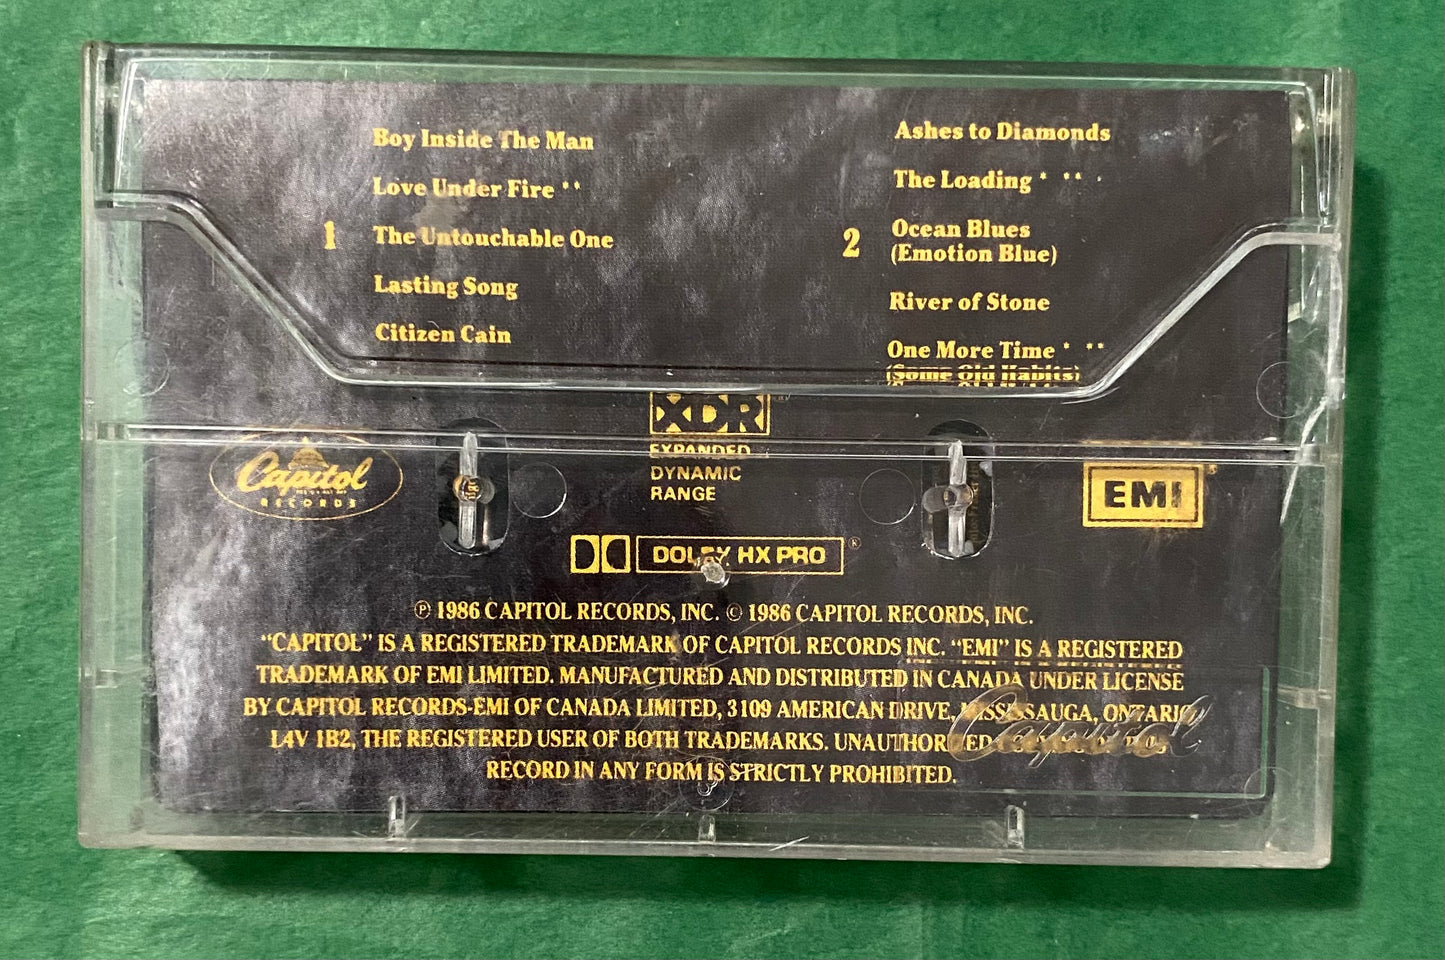 1
Boy Inside The Man
Love Under Fire **
The Untouchable One
Lasting Song
Citizen Cain
2
Ashes to Diamonds
The Loading * **
Ocean Blues
(Emotion Blue)
River of Stone
One More Time * **
(Some Old Habits)
Capitol
RECORDS
XDR
EXPANDED
DYNAMIC
RANGE
EMI
®
DOLBY HX PRO ®
℗ 1986 CAPITOL RECORDS, INC. © 1986 CAPITOL RECORDS, INC.
“CAPITOL” IS A REGISTERED TRADEMARK OF CAPITOL RECORDS INC. “EMI” IS A REGISTERED
TRADEMARK OF EMI LIMITED. MANUFACTURED AND DISTRIBUTED IN CANADA UNDER LICENSE
BY CAPITOL RECORDS-EMI OF CANADA LIMITED, 3109 AMERICAN DRIVE, MISSISSAUGA, ONTARIO,
L4V 1B2, THE REGISTERED USER OF BOTH TRADEMARKS. UNAUTHORIZED
RECORD IN ANY FORM IS STRICTLY PROHIBITED.
Capitol